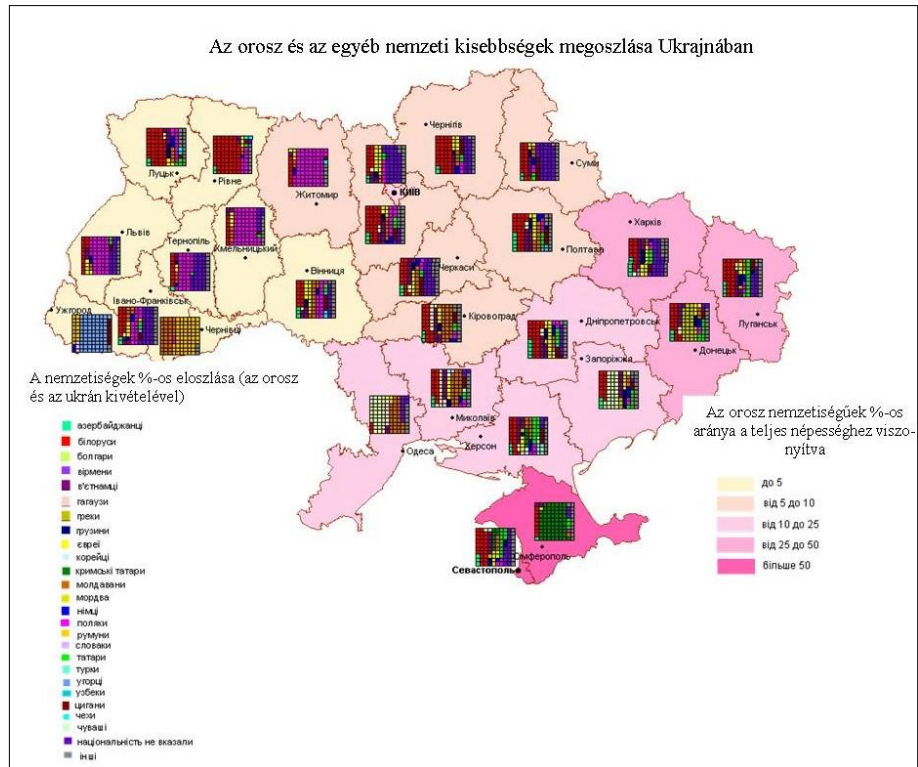 Az orosz és az egyéb nemzeti kisebbségek megoszlása Ukrajnában
Чернігів
Луцьк
Рівне
Суми
Житомир
КИЇВ
Львів
Тернопіль
Хмельницький
Харків
Полтава
Вінниця
Черкаси
Івано-Франківськ
Ужгород
Чернівці
Кіровоград
Дніпропетровськ
Луганськ
Донецьк
Запоріжжя
Миколаїв
Херсон
Одеса
Сімферополь
Севастополь
A nemzetiségek %-os eloszlása (az orosz
és az ukrán kivételével)
азербайджанці
білоруси
болгари
вірмени
в'єтнамці
гагаузи
греки
грузини
євреї
корейці
кримські татари
молдавани
мордва
німці
поляки
румуни
словаки
татари
турки
угорці
узбеки
цигани
чехи
чуваші
національність не вказали
інші
Az orosz nemzetiségűek %-os
aránya a teljes népességhez viszo-
nyítva
до 5
від 5 до 10
від 10 до 25
від 25 до 50
більше 50